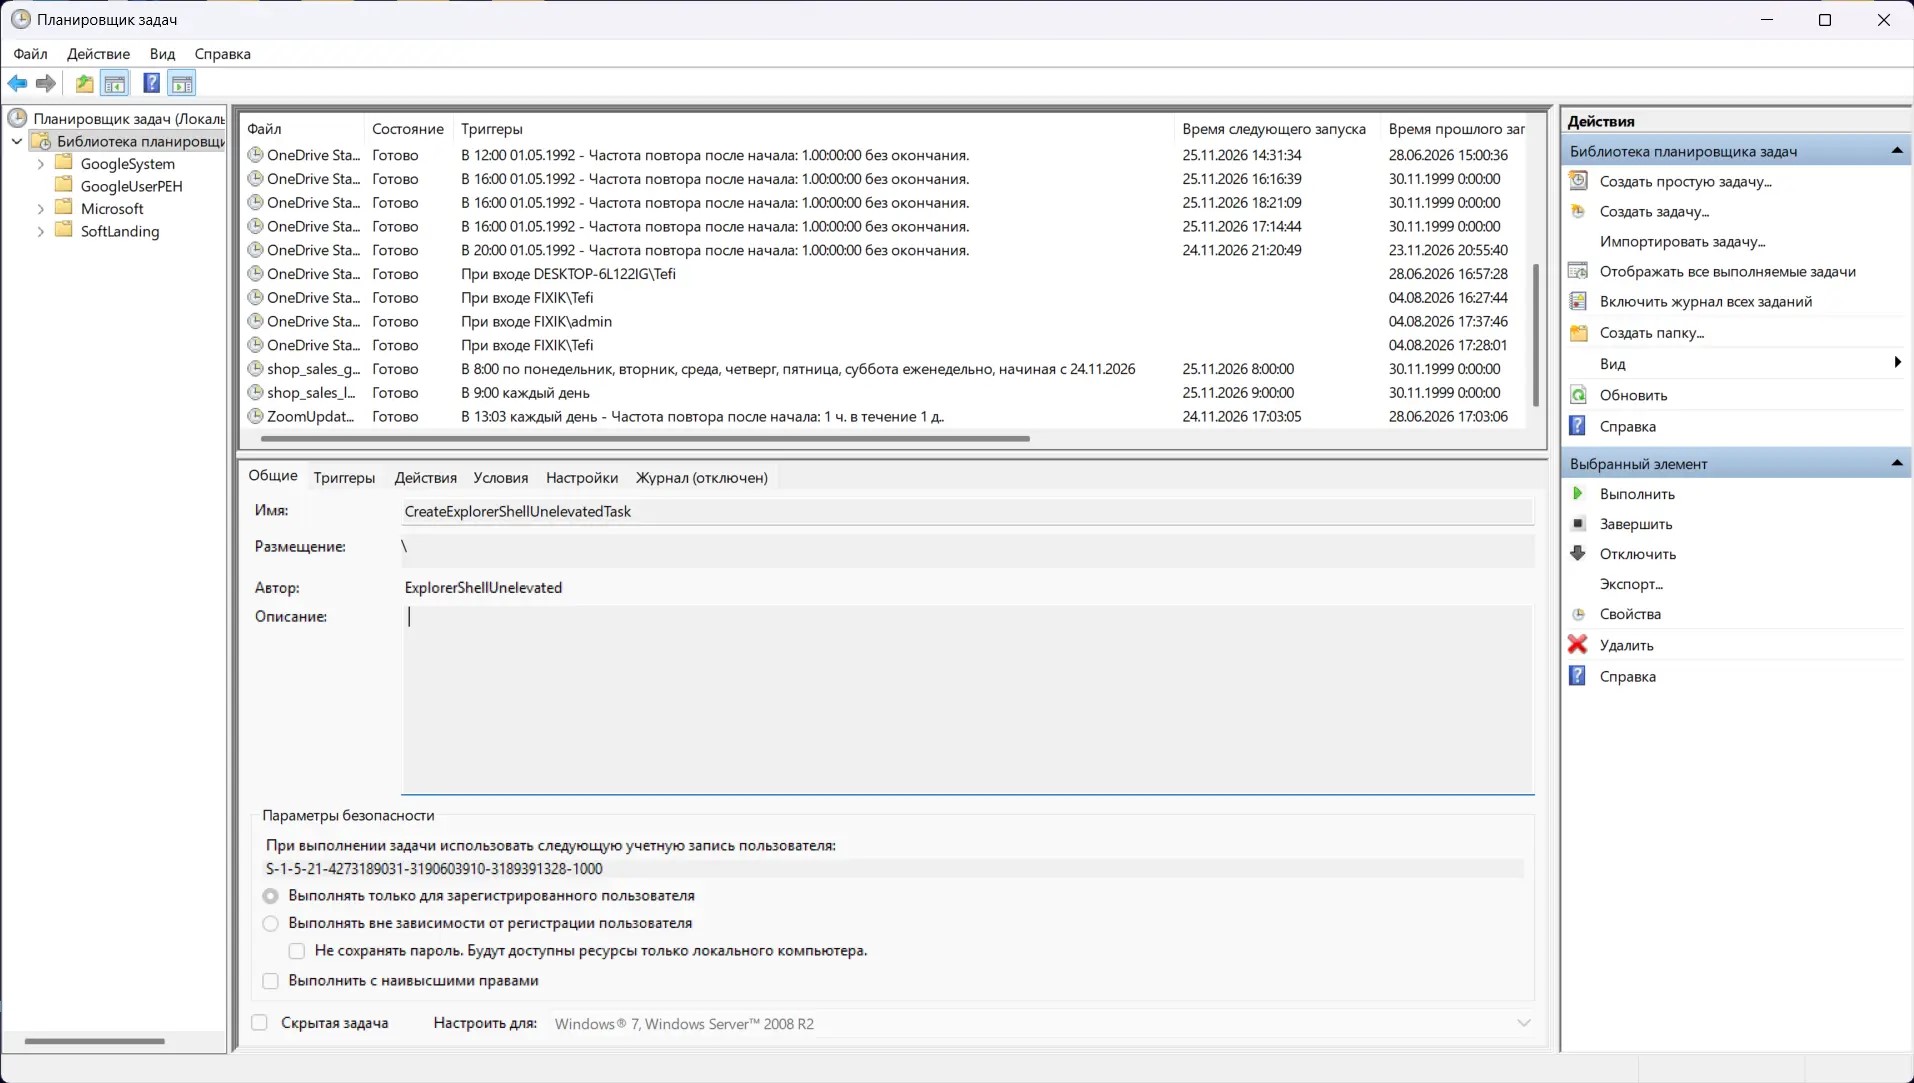 Планировщик задач
Файл Действие Вид Справка
Планировщик задач (Локаль
Библиотека планировщи
GoogleSystem
GoogleUserPEH
Microsoft
SoftLanding
Файл Состояние Триггеры Время следующего запуска Время прошлого заг
OneDrive Sta... Готово В 12:00 01.05.1992 - Частота повтора после начала: 1.00:00:00 без окончания. 25.11.2026 14:31:34 28.06.2026 15:00:36
OneDrive Sta... Готово В 16:00 01.05.1992 - Частота повтора после начала: 1.00:00:00 без окончания. 25.11.2026 16:16:39 30.11.1999 0:00:00
OneDrive Sta... Готово В 16:00 01.05.1992 - Частота повтора после начала: 1.00:00:00 без окончания. 25.11.2026 18:21:09 30.11.1999 0:00:00
OneDrive Sta... Готово В 16:00 01.05.1992 - Частота повтора после начала: 1.00:00:00 без окончания. 25.11.2026 17:14:44 30.11.1999 0:00:00
OneDrive Sta... Готово В 20:00 01.05.1992 - Частота повтора после начала: 1.00:00:00 без окончания. 24.11.2026 21:20:49 23.11.2026 20:55:40
OneDrive Sta... Готово При входе DESKTOP-6L122IG\Tefi 28.06.2026 16:57:28
OneDrive Sta... Готово При входе FIXIK\Tefi 04.08.2026 16:27:44
OneDrive Sta... Готово При входе FIXIK\admin 04.08.2026 17:37:46
OneDrive Sta... Готово При входе FIXIK\Tefi 04.08.2026 17:28:01
shop_sales_g... Готово В 8:00 по понедельник, вторник, среда, четверг, пятница, суббота еженедельно, начиная с 24.11.2026 25.11.2026 8:00:00 30.11.1999 0:00:00
shop_sales_l... Готово В 9:00 каждый день 25.11.2026 9:00:00 30.11.1999 0:00:00
ZoomUpdat... Готово В 13:03 каждый день - Частота повтора после начала: 1 ч. в течение 1 д.. 24.11.2026 17:03:05 28.06.2026 17:03:06
Общие Триггеры Действия Условия Настройки Журнал (отключен)
Имя: CreateExplorerShellUnelevatedTask
Размещение: \
Автор: ExplorerShellUnelevated
Описание:
Параметры безопасности
При выполнении задачи использовать следующую учетную запись пользователя:
S-1-5-21-4273189031-3190603910-3189391328-1000
Выполнять только для зарегистрированного пользователя
Выполнять вне зависимости от регистрации пользователя
Не сохранять пароль. Будут доступны ресурсы только локального компьютера.
Выполнить с наивысшими правами
Скрытая задача Настроить для: Windows® 7, Windows Server™ 2008 R2
Действия
Библиотека планировщика задач
Создать простую задачу...
Создать задачу...
Импортировать задачу...
Отображать все выполняемые задачи
Включить журнал всех заданий
Создать папку...
Вид
Обновить
Справка
Выбранный элемент
Выполнить
Завершить
Отключить
Экспорт...
Свойства
Удалить
Справка